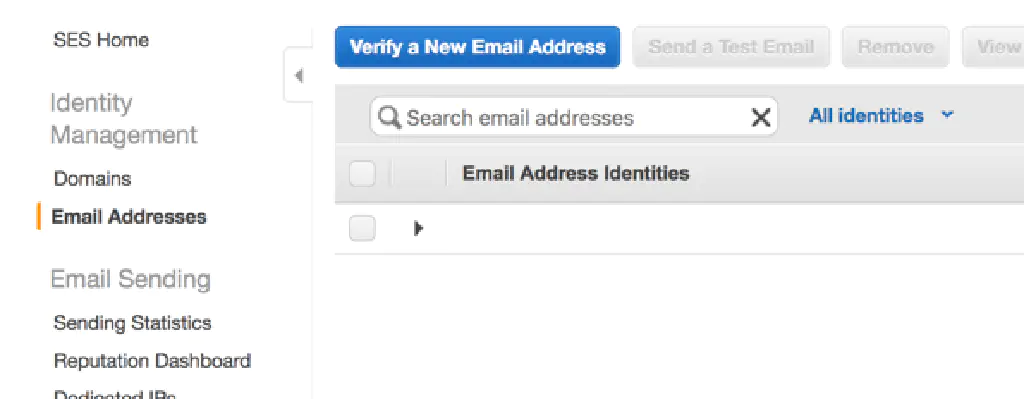 SES Home
Identity
Management
Domains
Email Addresses
Email Sending
Sending Statistics
Reputation Dashboard
Dedicated IPs
Verify a New Email Address
Send a Test Email
Remove
View
Search email addresses
All identities
Email Address Identities